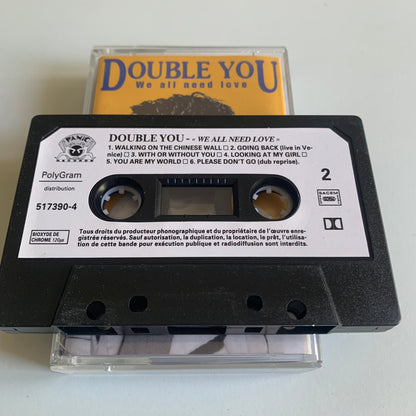 DOUBLE YOU
We all need love
PANIC
RECORDS
DOUBLE YOU - « WE ALL NEED LOVE »
1. WALKING ON THE CHINESE WALL □ 2. GOING BACK (live in Ve-
nice) □ 3. WITH OR WITHOUT YOU □ 4. LOOKING AT MY GIRL □
5. YOU ARE MY WORLD □ 6. PLEASE DON'T GO (dub reprise).
PolyGram
distribution
517390-4
2
SACEM
BIOXYDE DE
CHROME 120µs
Tous droits du producteur phonographique et du propriétaire de l'œuvre enre-
gistrée réservés. Sauf autorisation, la duplication, la location, le prêt, l'utilisa-
tion de cette bande pour exécution publique et radiodiffusion sont interdits.